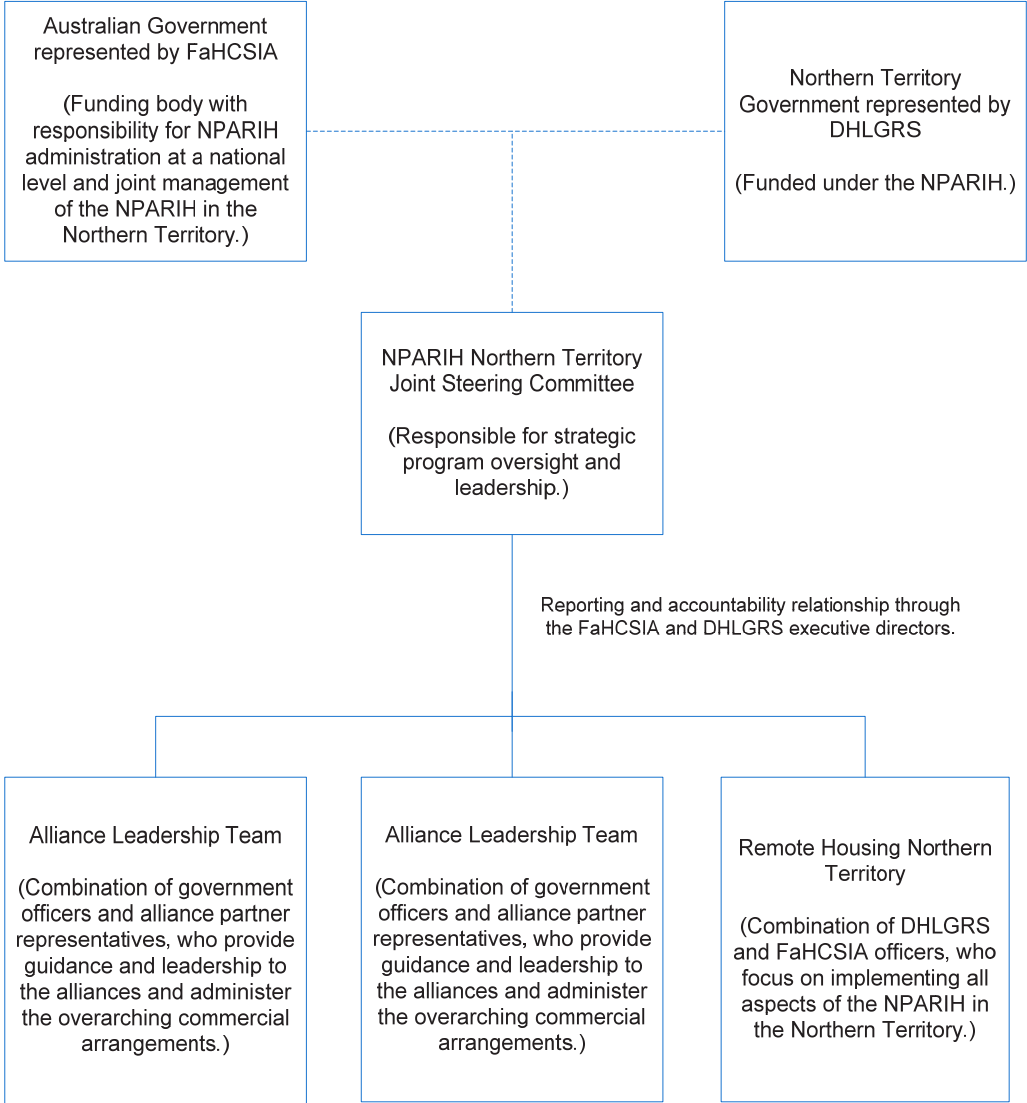 Australian Government
represented by FaHCSIA
(Funding body with
responsibility for NPARIH
administration at a national
level and joint management
of the NPARIH in the
Northern Territory.)
Northern Territory
Government represented by
DHLGRS
(Funded under the NPARIH.)
NPARIH Northern Territory
Joint Steering Committee
(Responsible for strategic
program oversight and
leadership.)
Reporting and accountability relationship through
the FaHCSIA and DHLGRS executive directors.
Alliance Leadership Team
(Combination of government
officers and alliance partner
representatives, who provide
guidance and leadership to
the alliances and administer
the overarching commercial
arrangements.)
Alliance Leadership Team
(Combination of government
officers and alliance partner
representatives, who provide
guidance and leadership to
the alliances and administer
the overarching commercial
arrangements.)
Remote Housing Northern
Territory
(Combination of DHLGRS
and FaHCSIA officers, who
focus on implementing all
aspects of the NPARIH in
the Northern Territory.)